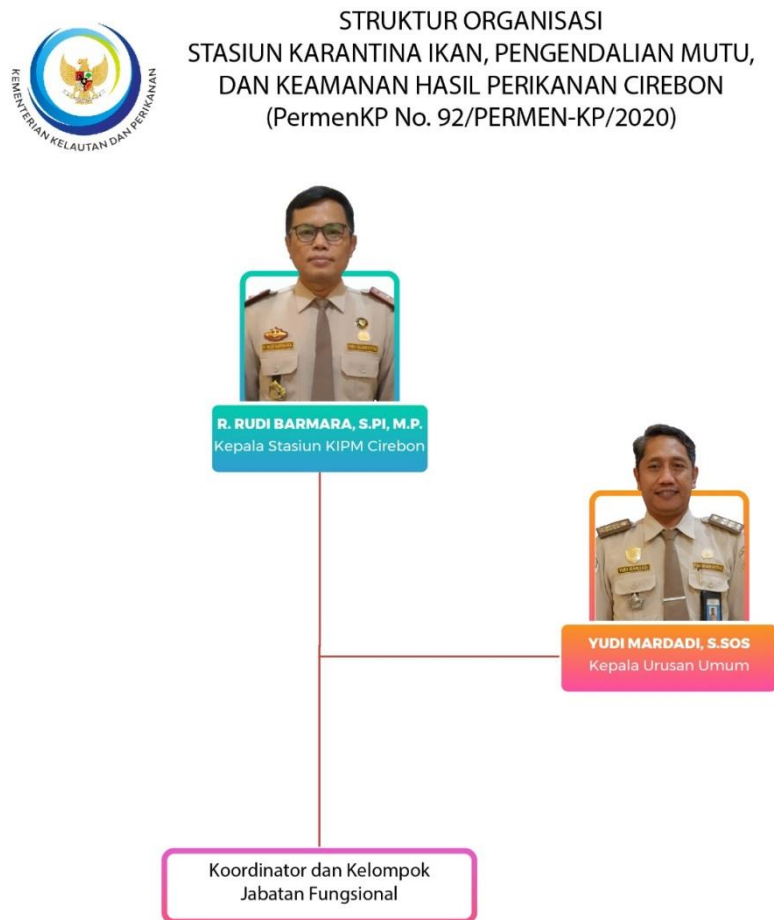 STRUKTUR ORGANISASI
STASIUN KARANTINA IKAN, PENGENDALIAN MUTU,
DAN KEAMANAN HASIL PERIKANAN CIREBON
(PermenKP No. 92/PERMEN-KP/2020)
KEMENTERIAN KELAUTAN DAN PERIKANAN
R. RUDI BARMARA, S.PI, M.P.
Kepala Stasiun KIPM Cirebon
YUDI MARDADI, S.SOS
Kepala Urusan Umum
Koordinator dan Kelompok
Jabatan Fungsional